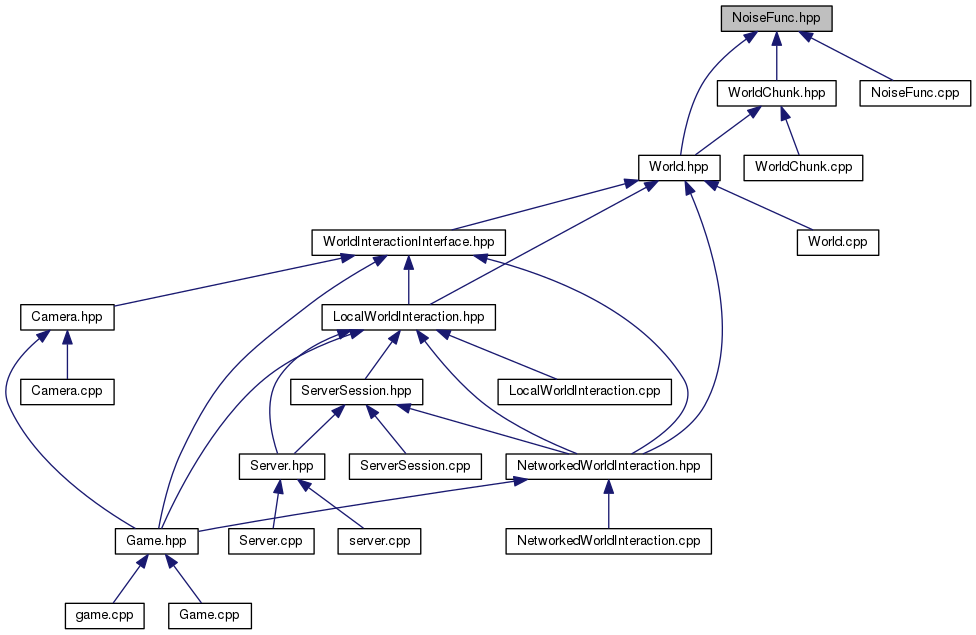 NoiseFunc.hpp
WorldChunk.hpp
NoiseFunc.cpp
World.hpp
WorldChunk.cpp
WorldInteractionInterface.hpp
World.cpp
Camera.hpp
LocalWorldInteraction.hpp
Camera.cpp
ServerSession.hpp
LocalWorldInteraction.cpp
Server.hpp
ServerSession.cpp
NetworkedWorldInteraction.hpp
Game.hpp
Server.cpp
server.cpp
NetworkedWorldInteraction.cpp
game.cpp
Game.cpp